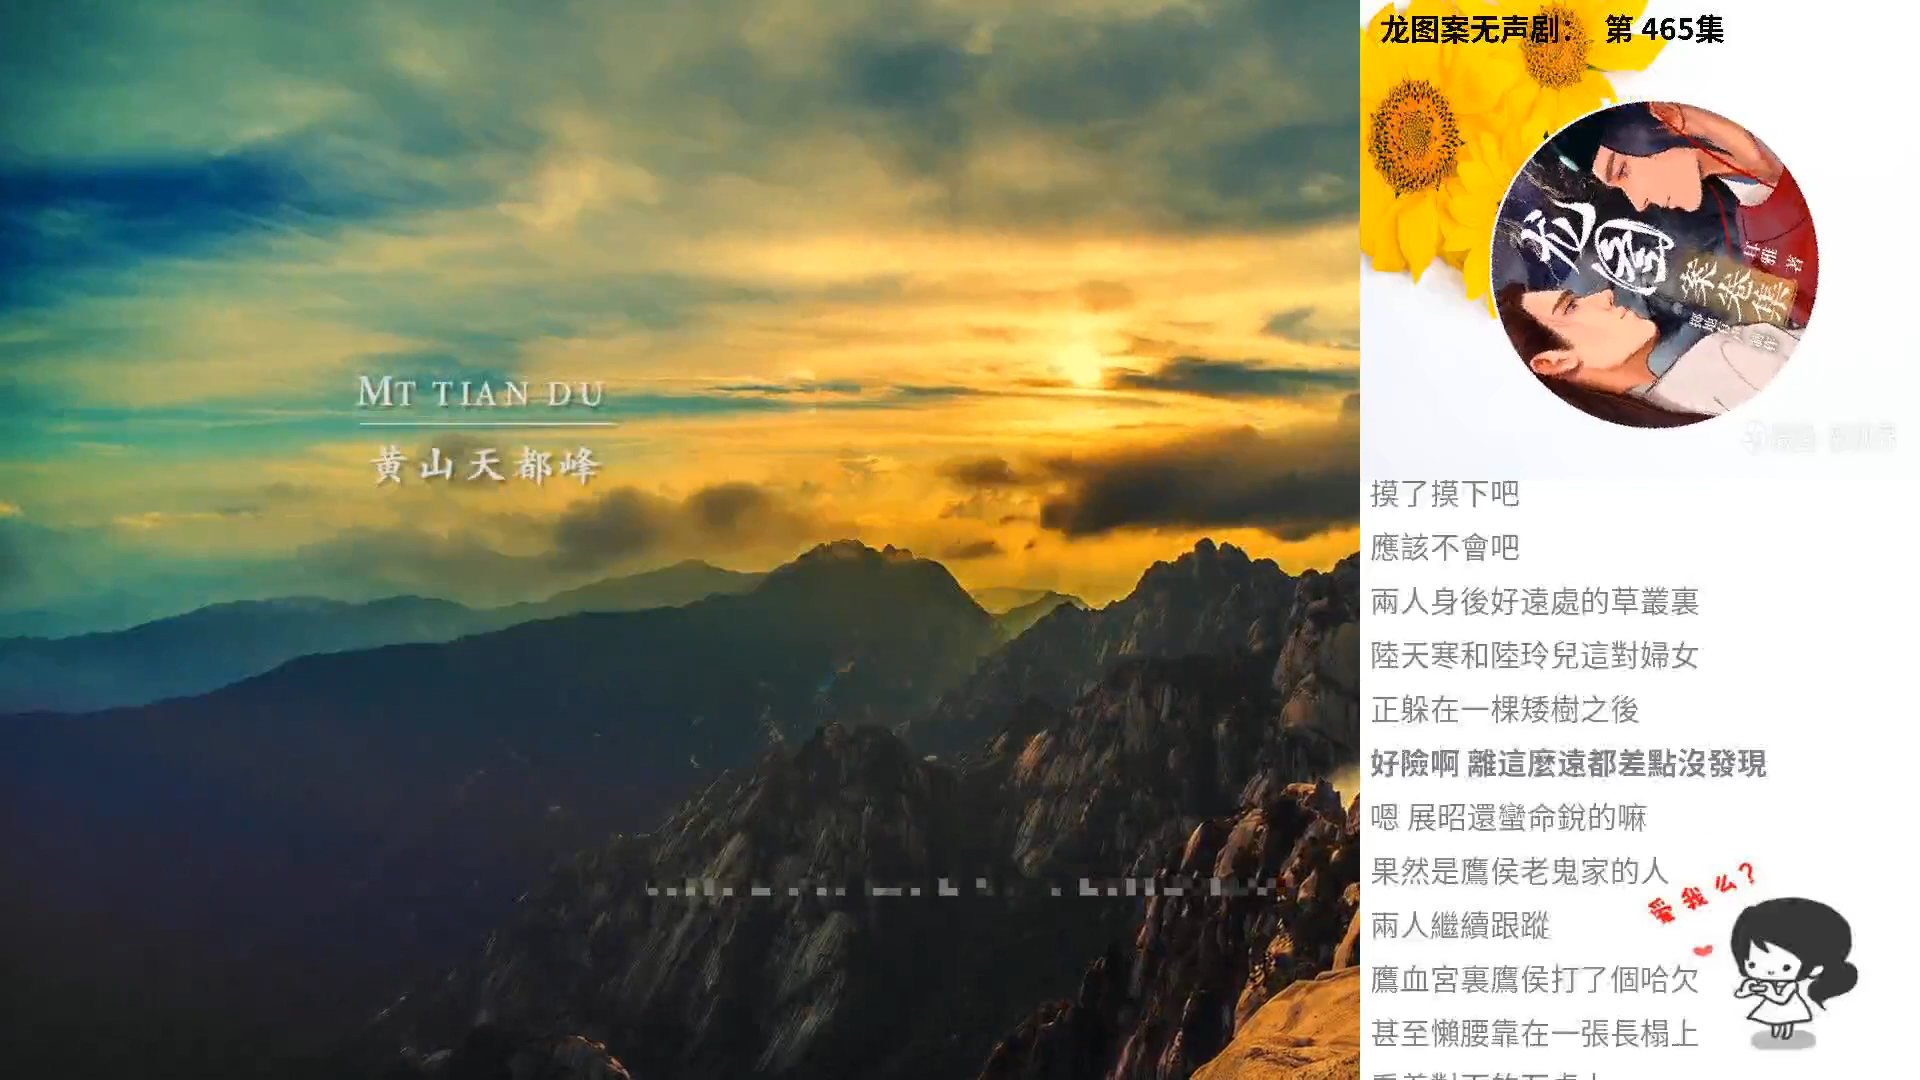 MT TIAN DU
黄山天都峰
龙图案无声剧： 第 465集
龙图
案卷集
摸了摸下吧
應該不會吧
兩人身後好遠處的草叢裏
陸天寒和陸玲兒這對婦女
正躲在一棵矮樹之後
好險啊 離這麼遠都差點沒發現
嗯 展昭還蠻命銳的嘛
果然是鷹侯老鬼家的人
爱我么?
兩人繼續跟蹤
鷹血宮裏鷹侯打了個哈欠
甚至懶腰靠在一張長榻上